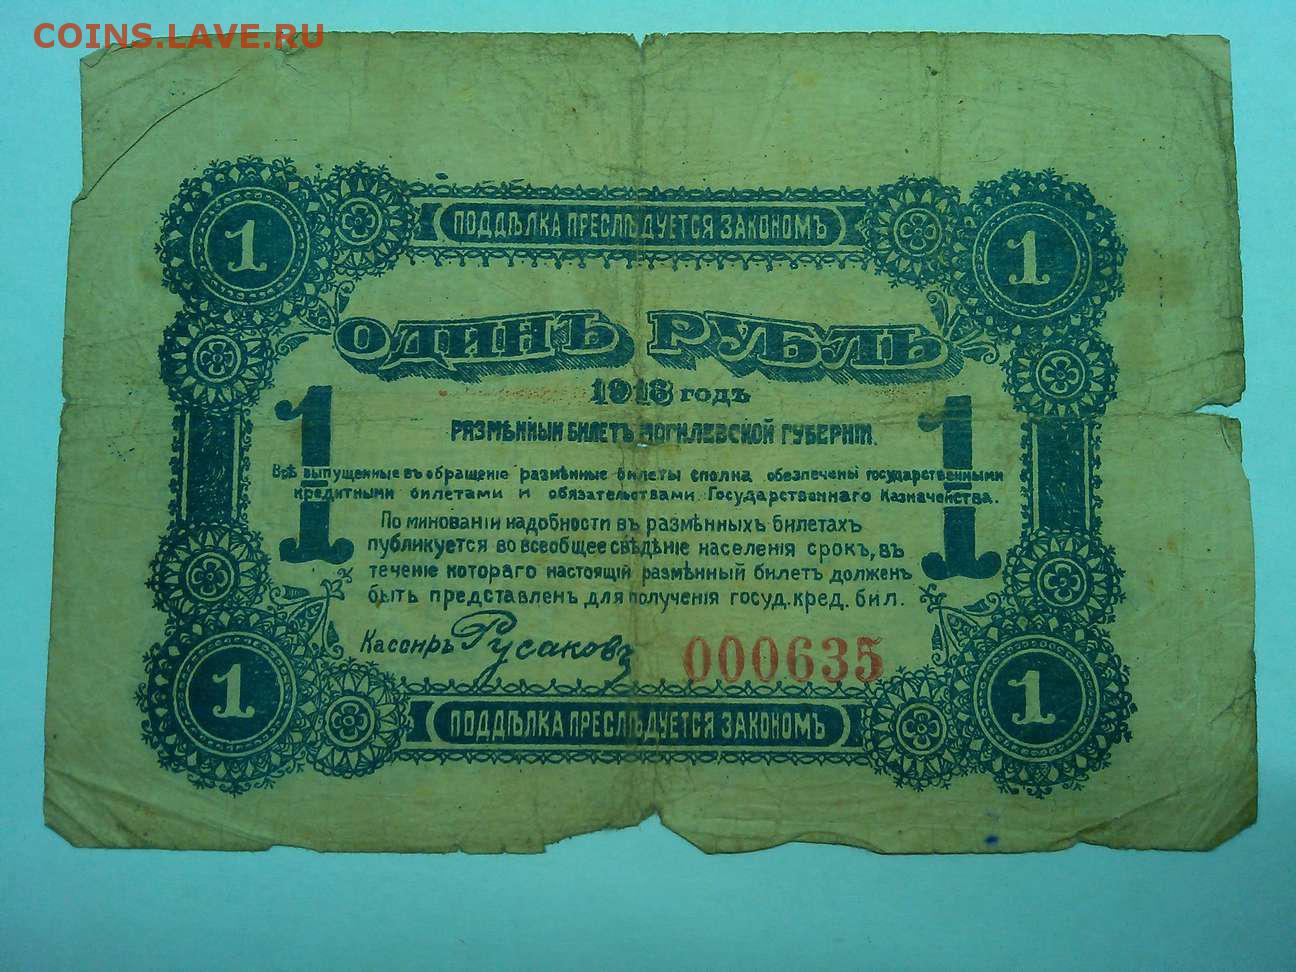 COINS.LAVE.RU
ПОДДѢЛКА ПРЕСЛѢДУЕТСЯ ЗАКОНОМЪ
1 1
ОДИНЪ РУБЛЬ
1918 годъ
РАЗМѢННЫЙ БИЛЕТЪ МОГИЛЕВСКОЙ ГУБЕРНІИ.
1 1
Всѣ выпущенные въ обращеніе размѣнные билеты сполна обезпечены государственными
кредитными билетами и обязательствами Государственнаго Казначейства.
По минованіи надобности въ размѣнныхъ билетахъ
публикуется во всеобщее свѣдѣніе населенія срокъ, въ
теченіе котораго настоящій размѣнный билетъ долженъ
быть представленъ для полученія госуд. кред. бил.
Кассиръ Русаковъ 000635
1 1
ПОДДѢЛКА ПРЕСЛѢДУЕТСЯ ЗАКОНОМЪ